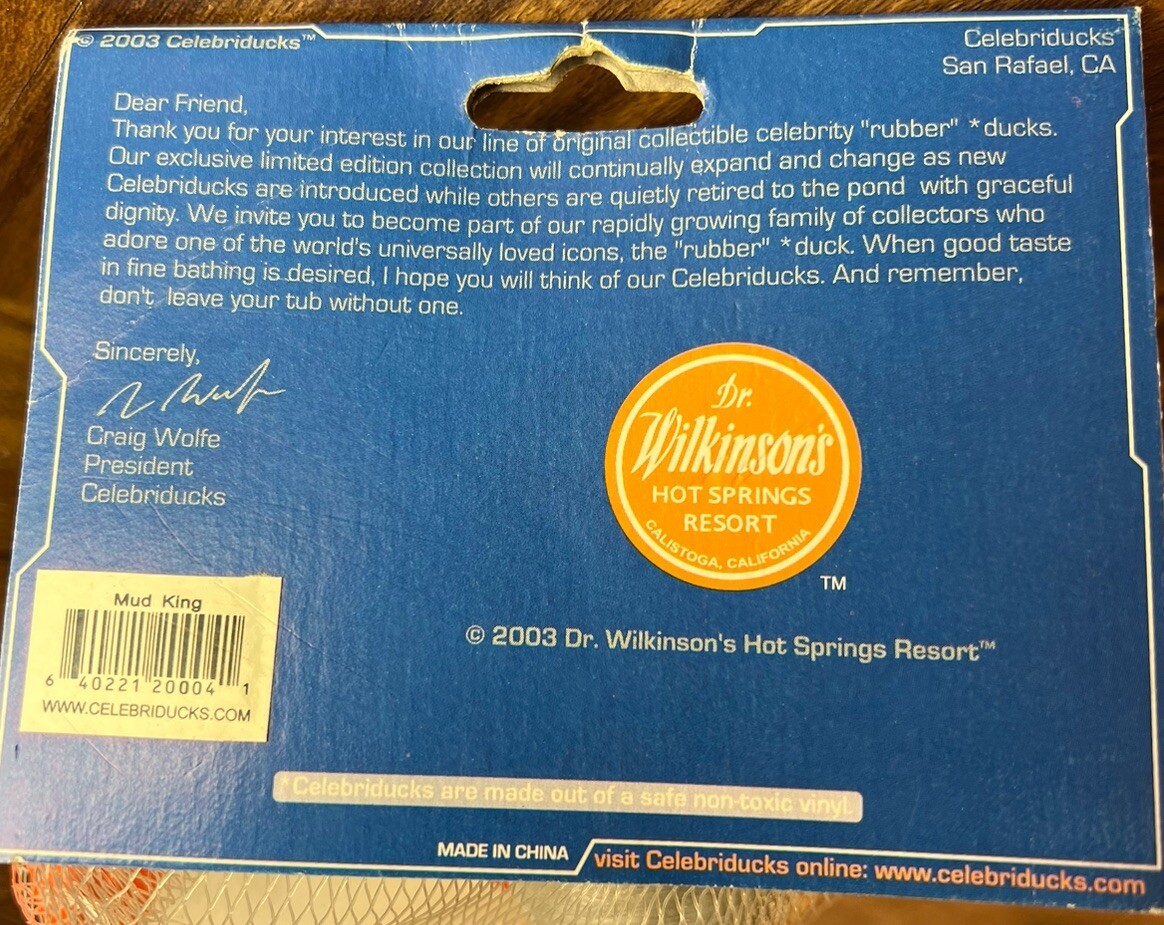 © 2003 Celebriducks™
Celebriducks
San Rafael, CA
Dear Friend,
Thank you for your interest in our line of original collectible celebrity "rubber" *ducks.
Our exclusive limited edition collection will continually expand and change as new
Celebriducks are introduced while others are quietly retired to the pond with graceful
dignity. We invite you to become part of our rapidly growing family of collectors who
adore one of the world's universally loved icons, the "rubber" *duck. When good taste
in fine bathing is desired, I hope you will think of our Celebriducks. And remember,
don't leave your tub without one.
Sincerely,
Craig Wolfe
President
Celebriducks
Dr.
Wilkinson's
HOT SPRINGS
RESORT
CALISTOGA, CALIFORNIA
TM
© 2003 Dr. Wilkinson's Hot Springs Resort™
Mud King
6 40221 20004 1
WWW.CELEBRIDUCKS.COM
*Celebriducks are made out of a safe non-toxic vinyl.
MADE IN CHINA
visit Celebriducks online: www.celebriducks.com